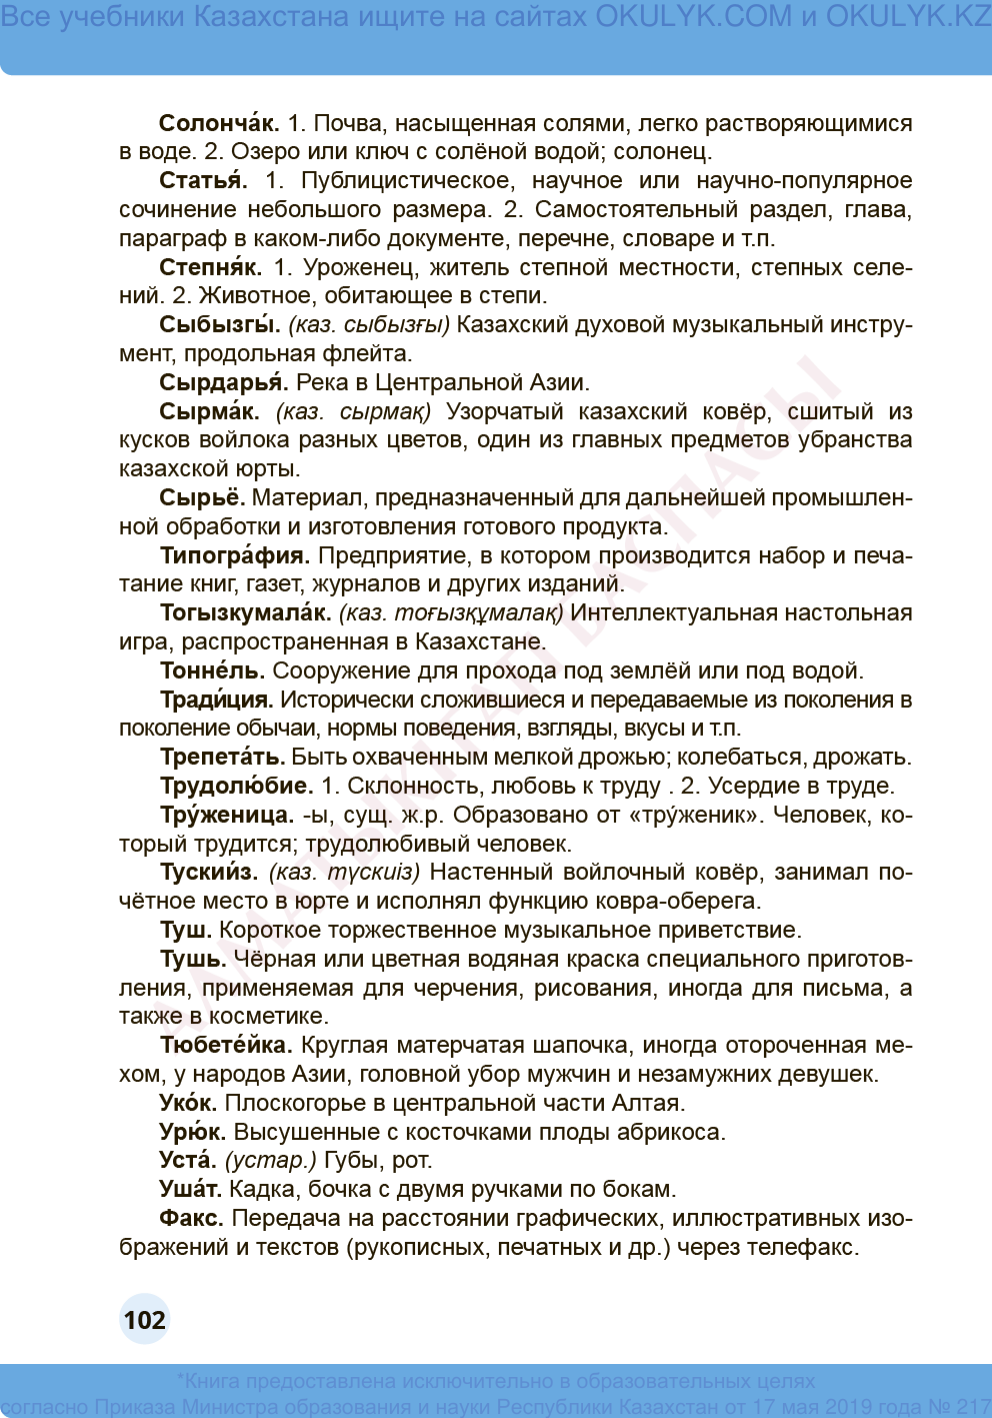 Все учебники Казахстана ищите на сайтах OKULYK.COM и OKULYK.KZ
Солонча́к. 1. Почва, насыщенная солями, легко растворяющимися
в воде. 2. Озеро или ключ с солёной водой; солонец.
Статья́. 1. Публицистическое, научное или научно-популярное
сочинение небольшого размера. 2. Самостоятельный раздел, глава,
параграф в каком-либо документе, перечне, словаре и т.п.
Степня́к. 1. Уроженец, житель степной местности, степных селе-
ний. 2. Животное, обитающее в степи.
Сыбызгы́. (каз. сыбызғы) Казахский духовой музыкальный инстру-
мент, продольная флейта.
Сырдарья́. Река в Центральной Азии.
Сырма́к. (каз. сырмақ) Узорчатый казахский ковёр, сшитый из
кусков войлока разных цветов, один из главных предметов убранства
казахской юрты.
Сырьё. Материал, предназначенный для дальнейшей промышлен-
ной обработки и изготовления готового продукта.
Типогра́фия. Предприятие, в котором производится набор и печа-
тание книг, газет, журналов и других изданий.
Тогызкумала́к. (каз. тоғызқұмалақ) Интеллектуальная настольная
игра, распространенная в Казахстане.
Тонне́ль. Сооружение для прохода под землёй или под водой.
Тради́ция. Исторически сложившиеся и передаваемые из поколения в
поколение обычаи, нормы поведения, взгляды, вкусы и т.п.
Трепета́ть. Быть охваченным мелкой дрожью; колебаться, дрожать.
Трудолю́бие. 1. Склонность, любовь к труду . 2. Усердие в труде.
Тру́женица. -ы, сущ. ж.р. Образовано от «тру́женик». Человек, ко-
торый трудится; трудолюбивый человек.
Туски́из. (каз. түскиіз) Настенный войлочный ковёр, занимал по-
чётное место в юрте и исполнял функцию ковра-оберега.
Туш. Короткое торжественное музыкальное приветствие.
Тушь. Чёрная или цветная водяная краска специального приготов-
ления, применяемая для черчения, рисования, иногда для письма, а
также в косметике.
Тюбете́йка. Круглая матерчатая шапочка, иногда отороченная ме-
хом, у народов Азии, головной убор мужчин и незамужних девушек.
Уко́к. Плоскогорье в центральной части Алтая.
Урю́к. Высушенные с косточками плоды абрикоса.
Уста́. (устар.) Губы, рот.
Уша́т. Кадка, бочка с двумя ручками по бокам.
Факс. Передача на расстоянии графических, иллюстративных изо-
бражений и текстов (рукописных, печатных и др.) через телефакс.
АЛМАТЫКІТАП БАСПАСЫ
102
*Книга предоставлена исключительно в образовательных целях
согласно Приказа Министра образования и науки Республики Казахстан от 17 мая 2019 года № 217